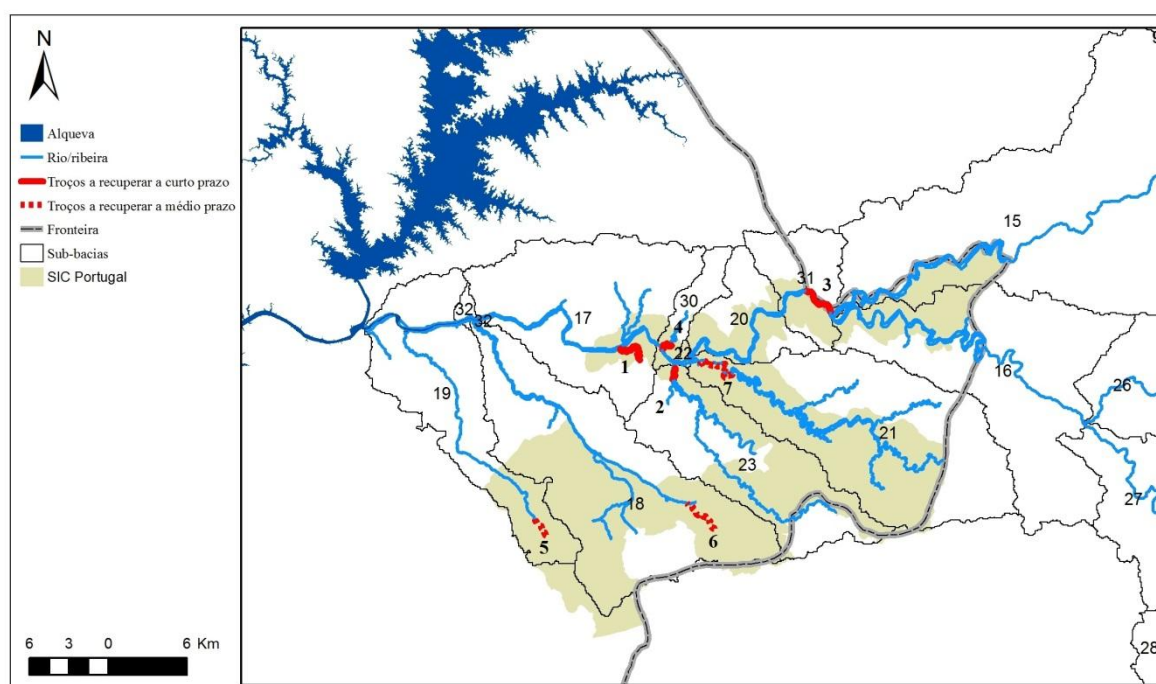 N
Alqueva
Rio/ribeira
Troços a recuperar a curto prazo
Troços a recuperar a médio prazo
Fronteira
Sub-bacias
SIC Portugal
6 3 0 6 Km
15
31 3
32 17 30 20
32
4
22
1 7
16
2
19
26
21
23
27
18
5 6
28